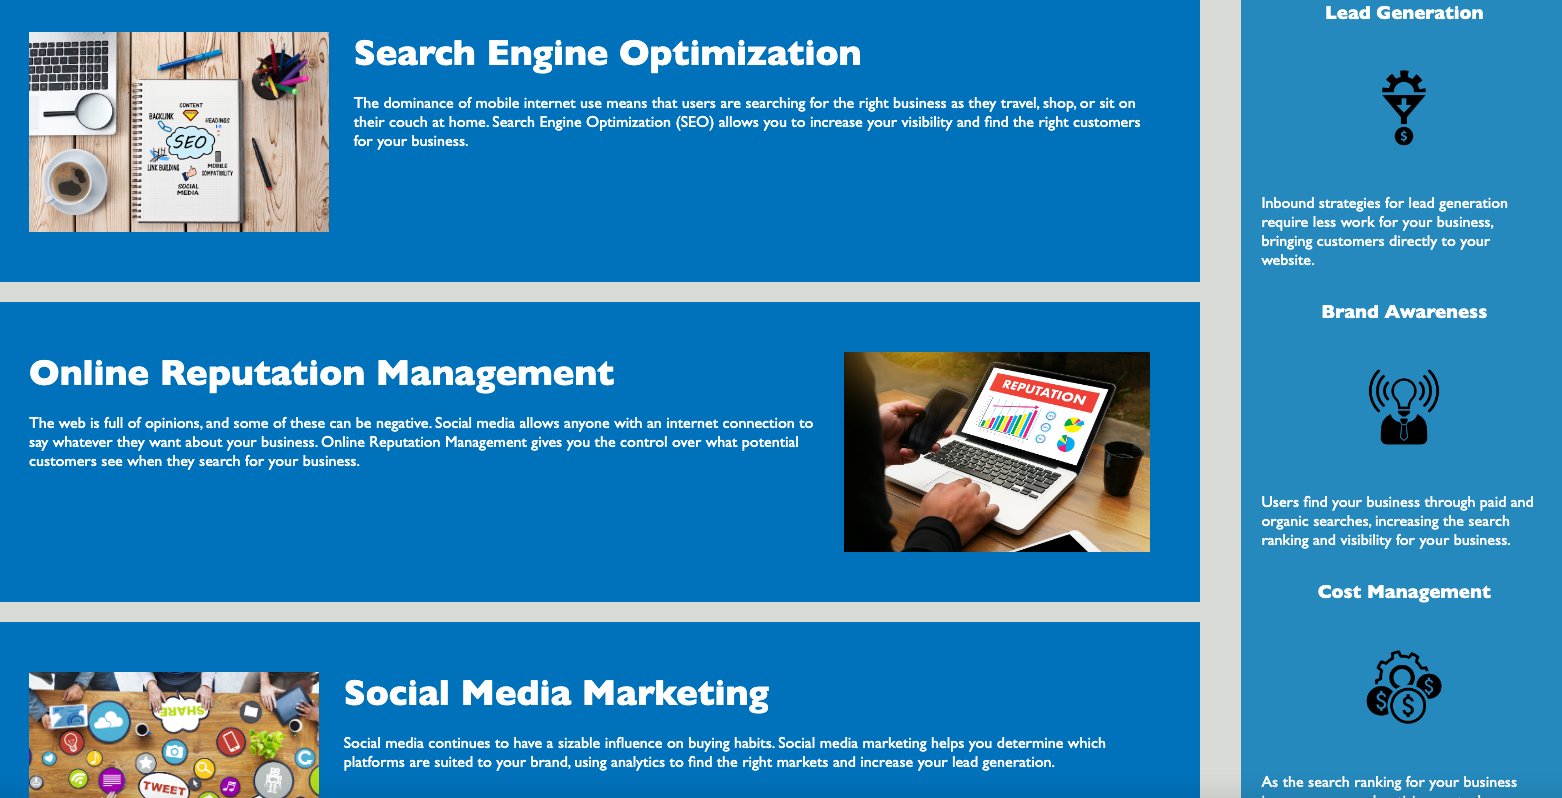 Search Engine Optimization
The dominance of mobile internet use means that users are searching for the right business as they travel, shop, or sit on
their couch at home. Search Engine Optimization (SEO) allows you to increase your visibility and find the right customers
for your business.
CONTENT
BACKLINK
HEADINGS
SEO
LINK BUILDING
MOBILE
COMPATIBILITY
SOCIAL
MEDIA
Online Reputation Management
The web is full of opinions, and some of these can be negative. Social media allows anyone with an internet connection to
say whatever they want about your business. Online Reputation Management gives you the control over what potential
customers see when they search for your business.
REPUTATION
Social Media Marketing
Social media continues to have a sizable influence on buying habits. Social media marketing helps you determine which
platforms are suited to your brand, using analytics to find the right markets and increase your lead generation.
SHARE
TWEET
Lead Generation
$
Inbound strategies for lead generation
require less work for your business,
bringing customers directly to your
website.
Brand Awareness
Users find your business through paid and
organic searches, increasing the search
ranking and visibility for your business.
Cost Management
$ $ $
As the search ranking for your business